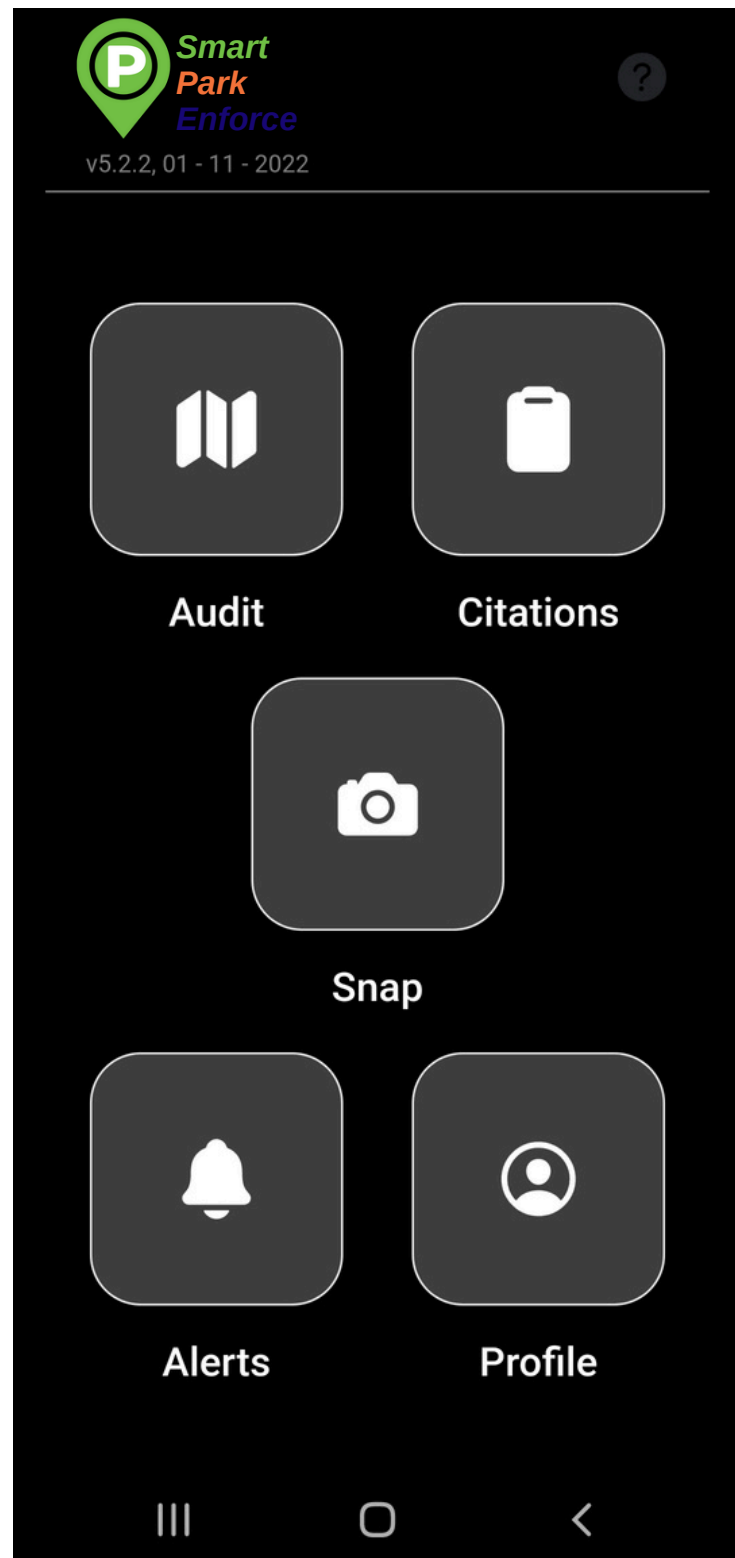 P
Smart
Park
Enforce
?
v5.2.2, 01 - 11 - 2022
Audit
Citations
Snap
Alerts
Profile